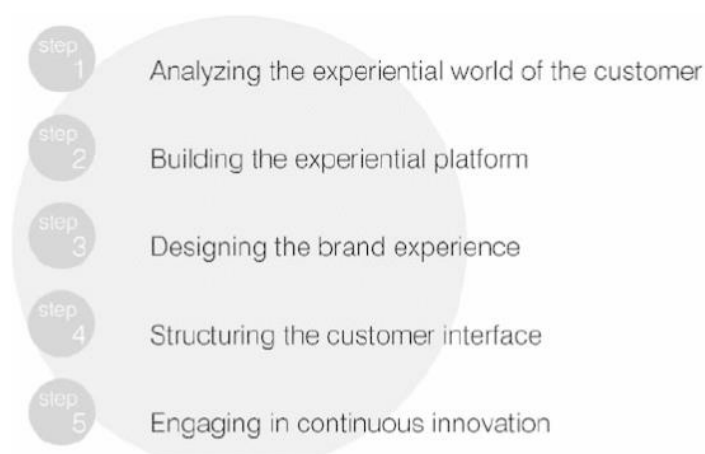 step 1 Analyzing the experiential world of the customer
step 2 Building the experiential platform
step 3 Designing the brand experience
step 4 Structuring the customer interface
step 5 Engaging in continuous innovation